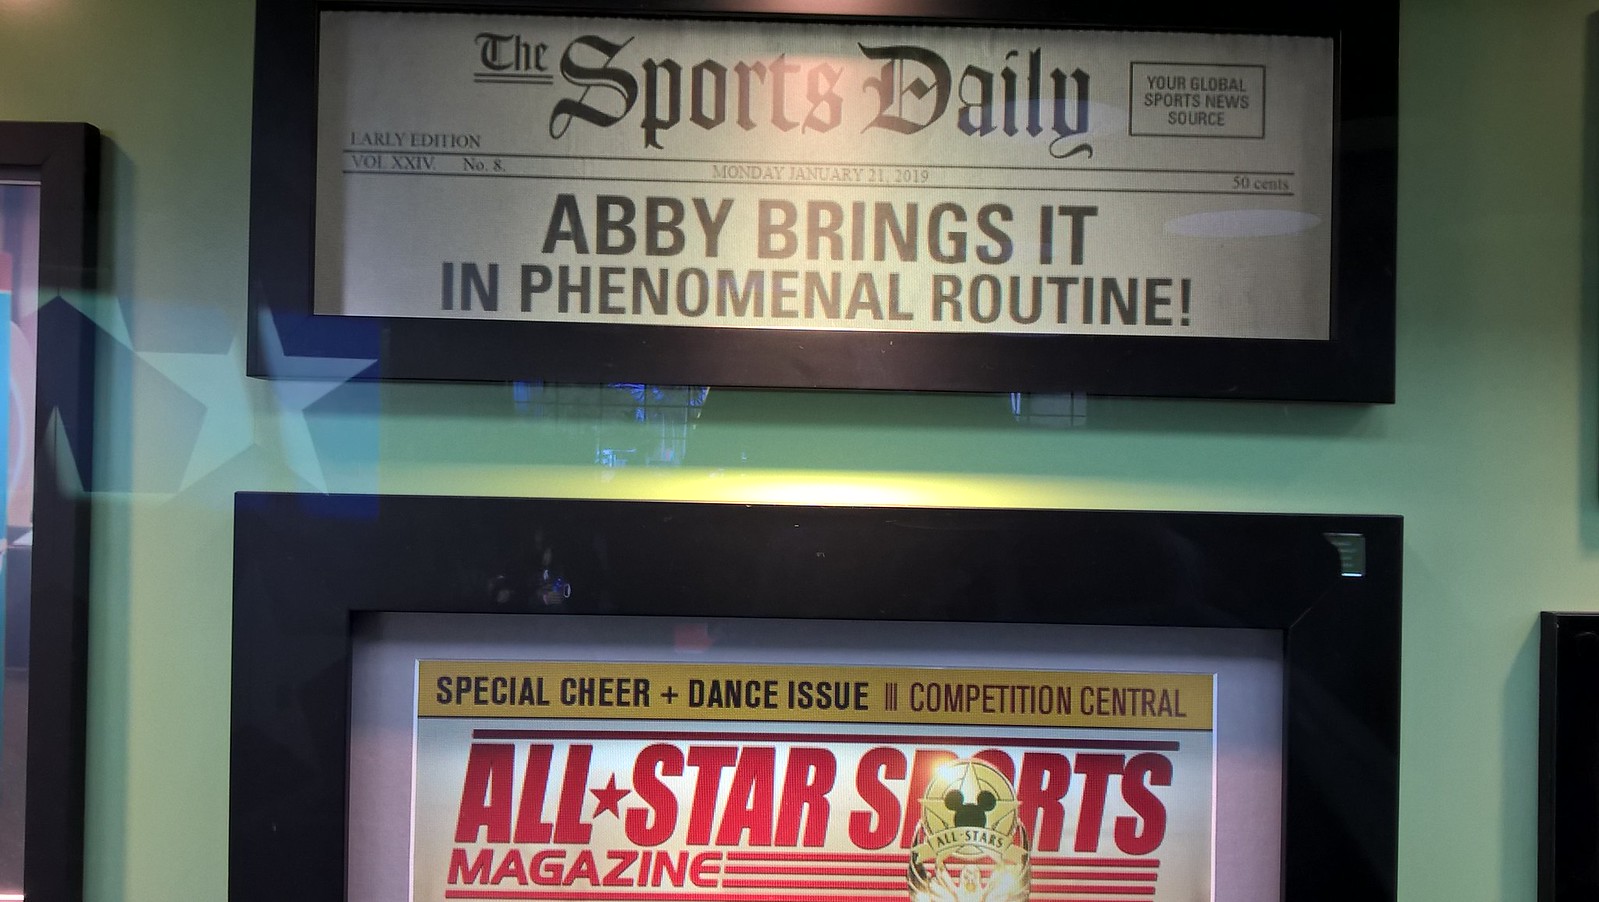 The Sports Daily
YOUR GLOBAL
SPORTS NEWS
SOURCE
EARLY EDITION
VOL XXIV. No. 8.
MONDAY JANUARY 21, 2019
50 cents
ABBY BRINGS IT
IN PHENOMENAL ROUTINE!
SPECIAL CHEER + DANCE ISSUE ||| COMPETITION CENTRAL
ALL★STAR SPORTS
MAGAZINE
ALL-STARS